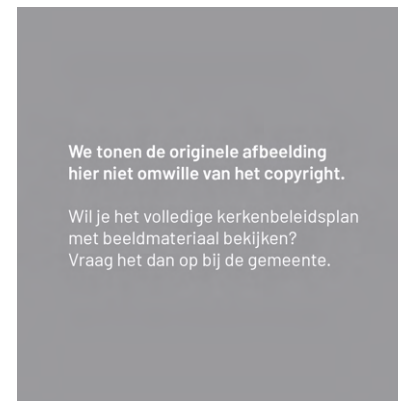 We tonen de originele afbeelding
hier niet omwille van het copyright.
Wil je het volledige kerkenbeleidsplan
met beeldmateriaal bekijken?
Vraag het dan op bij de gemeente.